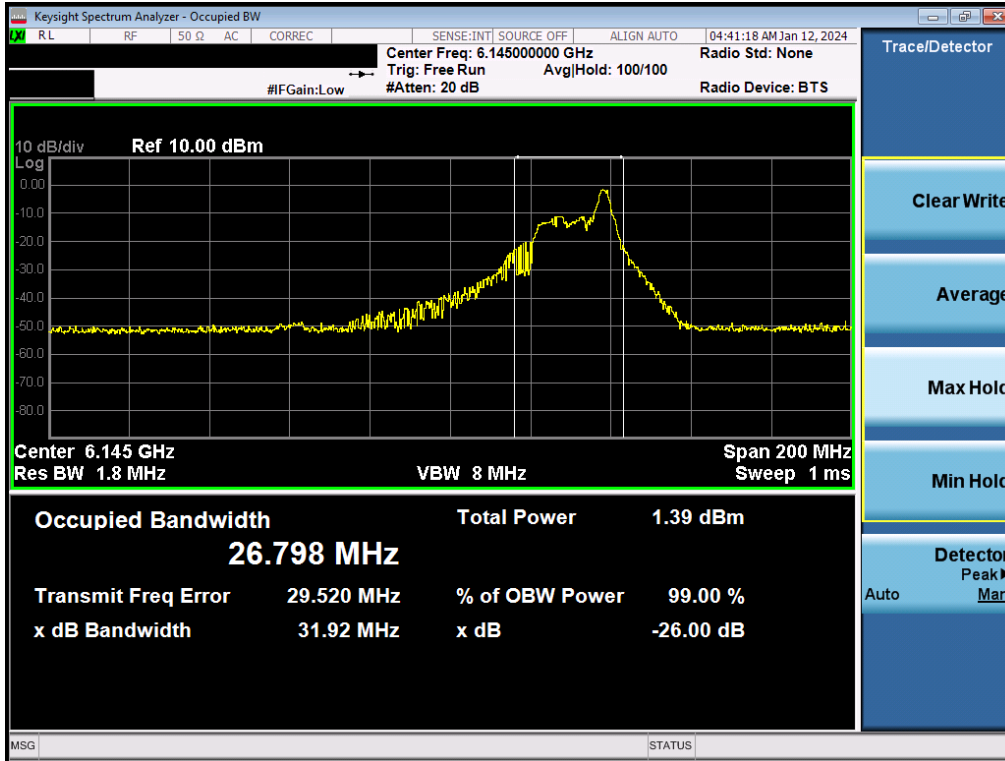 Keysight Spectrum Analyzer - Occupied BW
LXI RL RF 50 Ω AC CORREC SENSE:INT SOURCE OFF ALIGN AUTO 04:41:18 AM Jan 12, 2024
Center Freq: 6.145000000 GHz Radio Std: None
Trig: Free Run Avg|Hold: 100/100
#IFGain:Low #Atten: 20 dB Radio Device: BTS
10 dB/div Ref 10.00 dBm
Log
0.00
-10.0
-20.0
-30.0
-40.0
-50.0
-60.0
-70.0
-80.0
Center 6.145 GHz Span 200 MHz
Res BW 1.8 MHz VBW 8 MHz Sweep 1 ms
Occupied Bandwidth Total Power 1.39 dBm
26.798 MHz
Transmit Freq Error 29.520 MHz % of OBW Power 99.00 %
x dB Bandwidth 31.92 MHz x dB -26.00 dB
MSG STATUS
Trace/Detector
Clear Write
Average
Max Hold
Min Hold
Detector
Peak
Auto Man